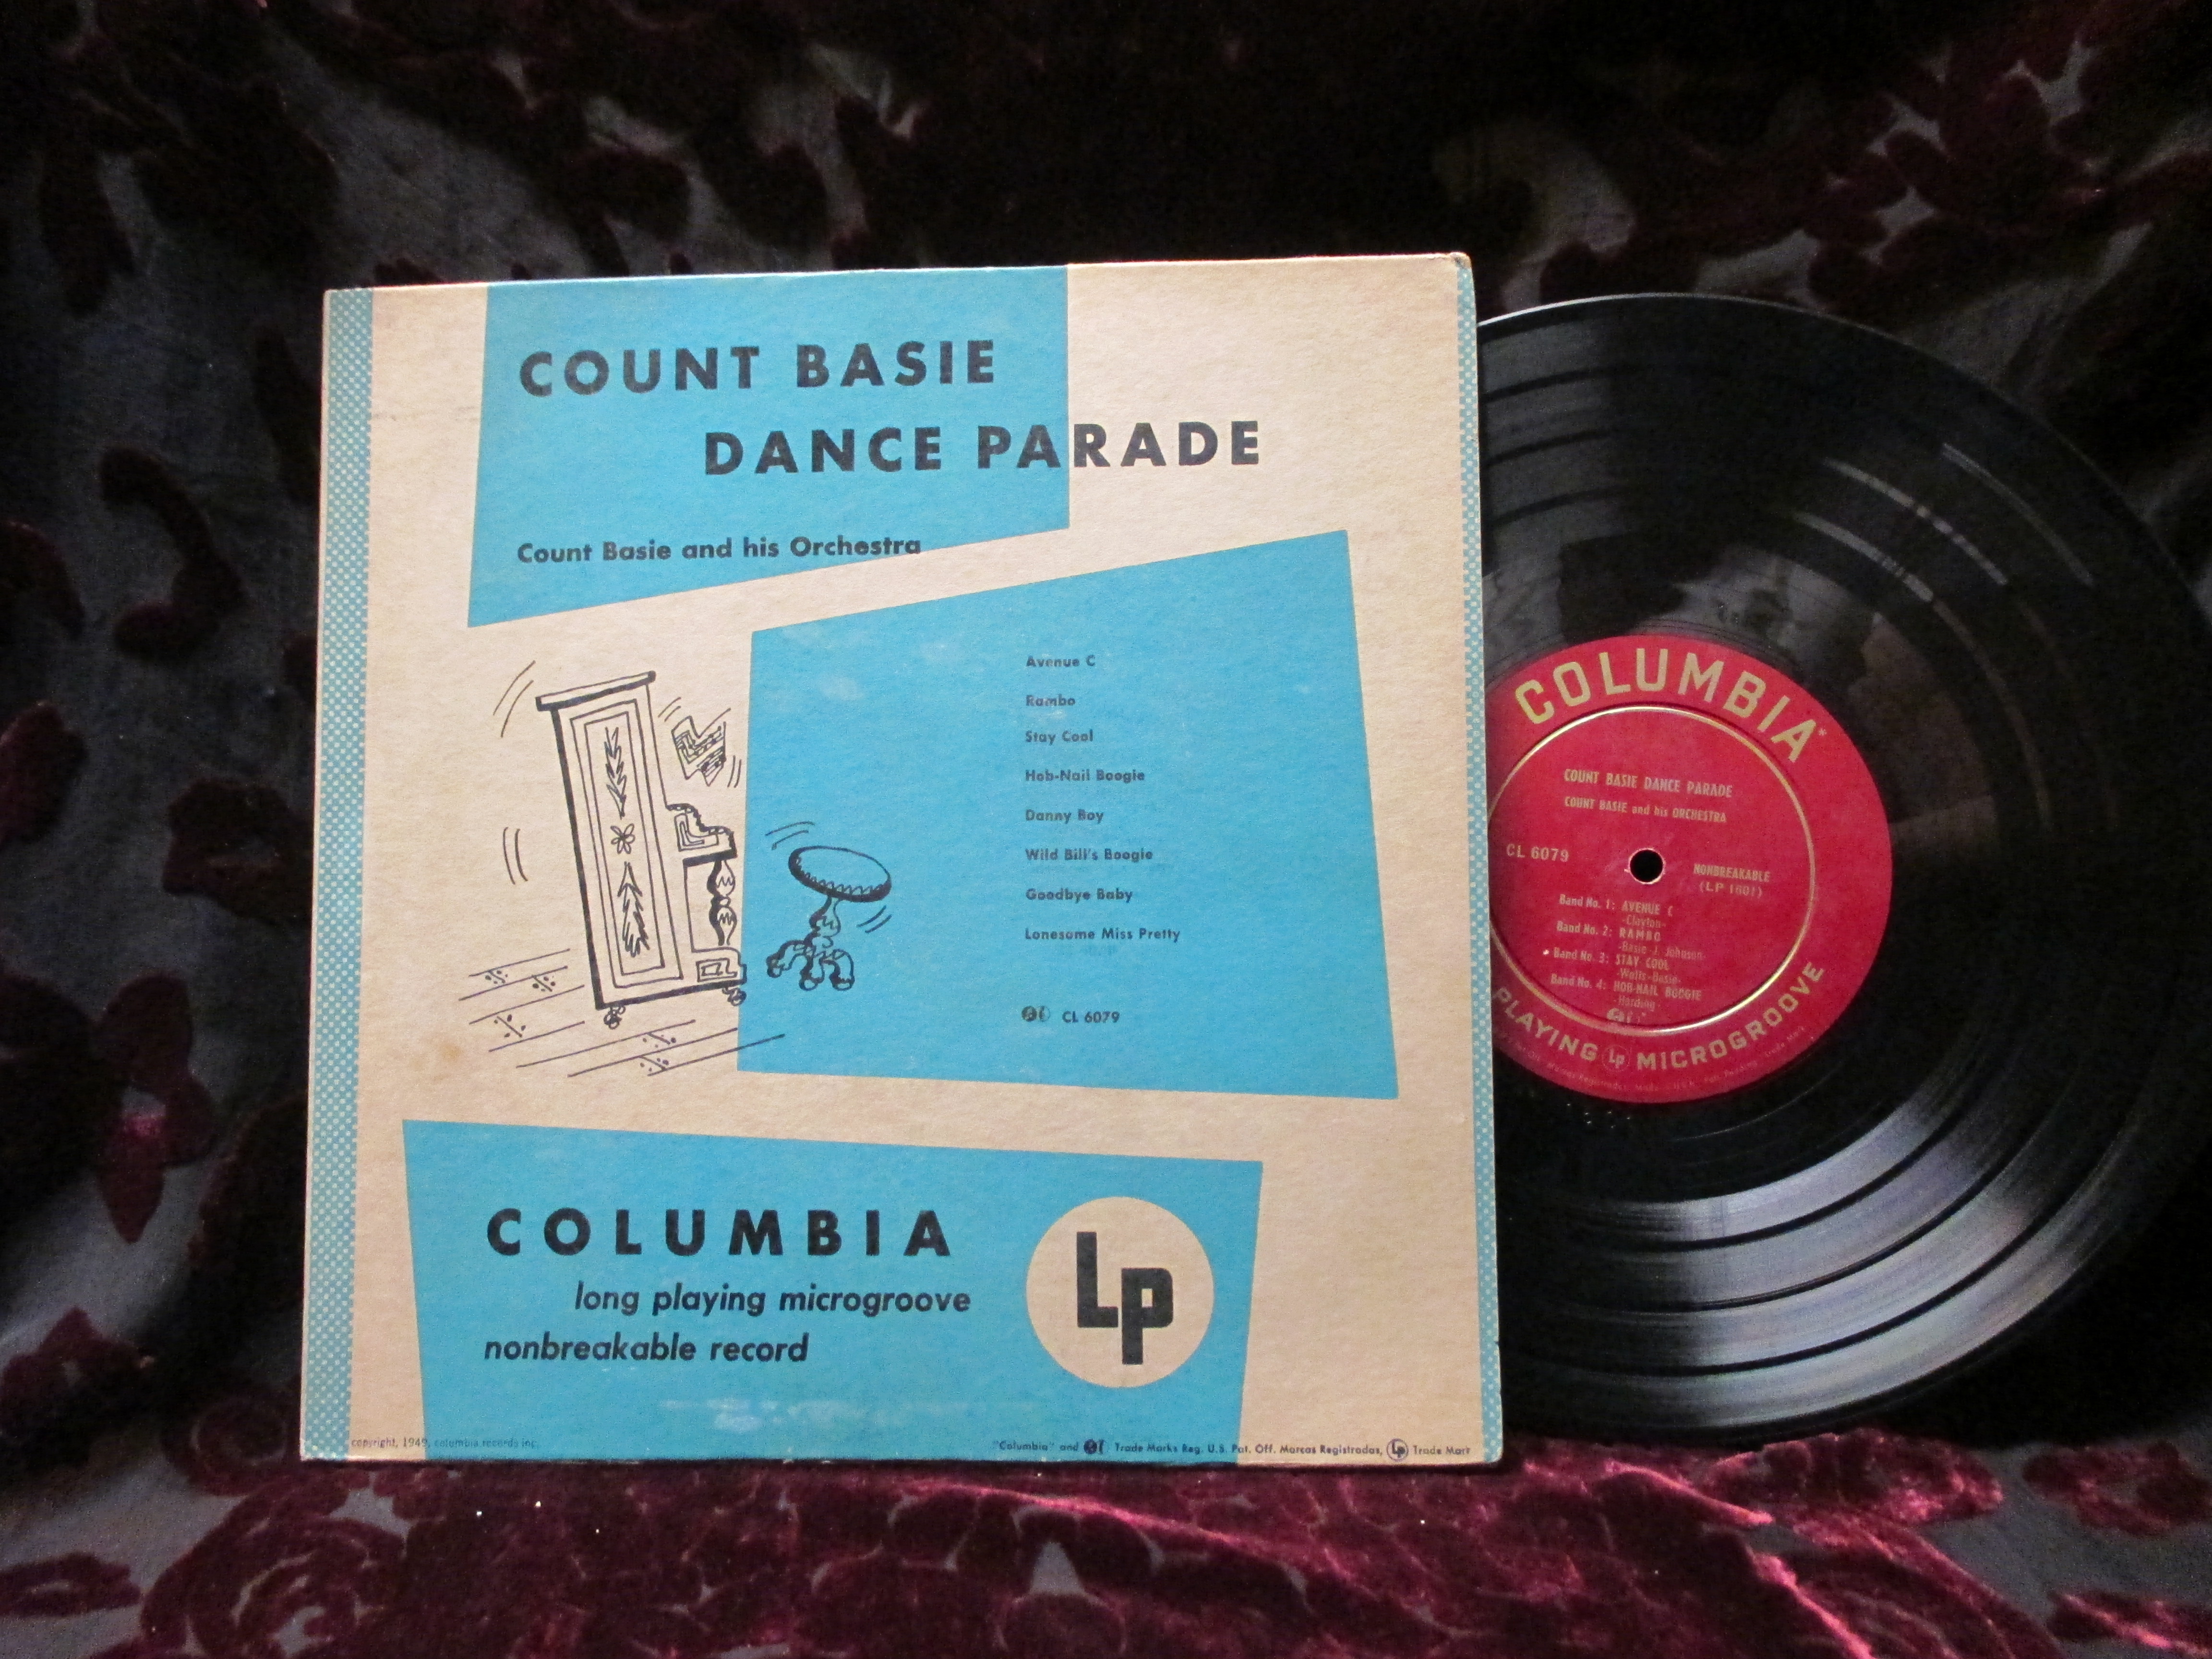 COUNT BASIE
DANCE PARADE
Count Basie and his Orchestra
Avenue C
Rambo
Stay Cool
Hob-Nail Boogie
Danny Boy
Wild Bill's Boogie
Goodbye Baby
Lonesome Miss Pretty
CL 6079
COLUMBIA
long playing microgroove
nonbreakable record
Lp
copyright, 1949, columbia records inc.
"Columbia" and Trade Marks Reg. U.S. Pat. Off. Marcas Registradas, Lp Trade Mark
COLUMBIA*
COUNT BASIE DANCE PARADE
COUNT BASIE and his ORCHESTRA
CL 6079
NONBREAKABLE
(LP 1601)
Band No. 1: AVENUE C
-Clayton-
Band No. 2: RAMBO
-Basie-J. Johnson-
Band No. 3: STAY COOL
-Watts-Basie-
Band No. 4: HOB-NAIL BOOGIE
-Harding-
PLAYING Lp MICROGROOVE